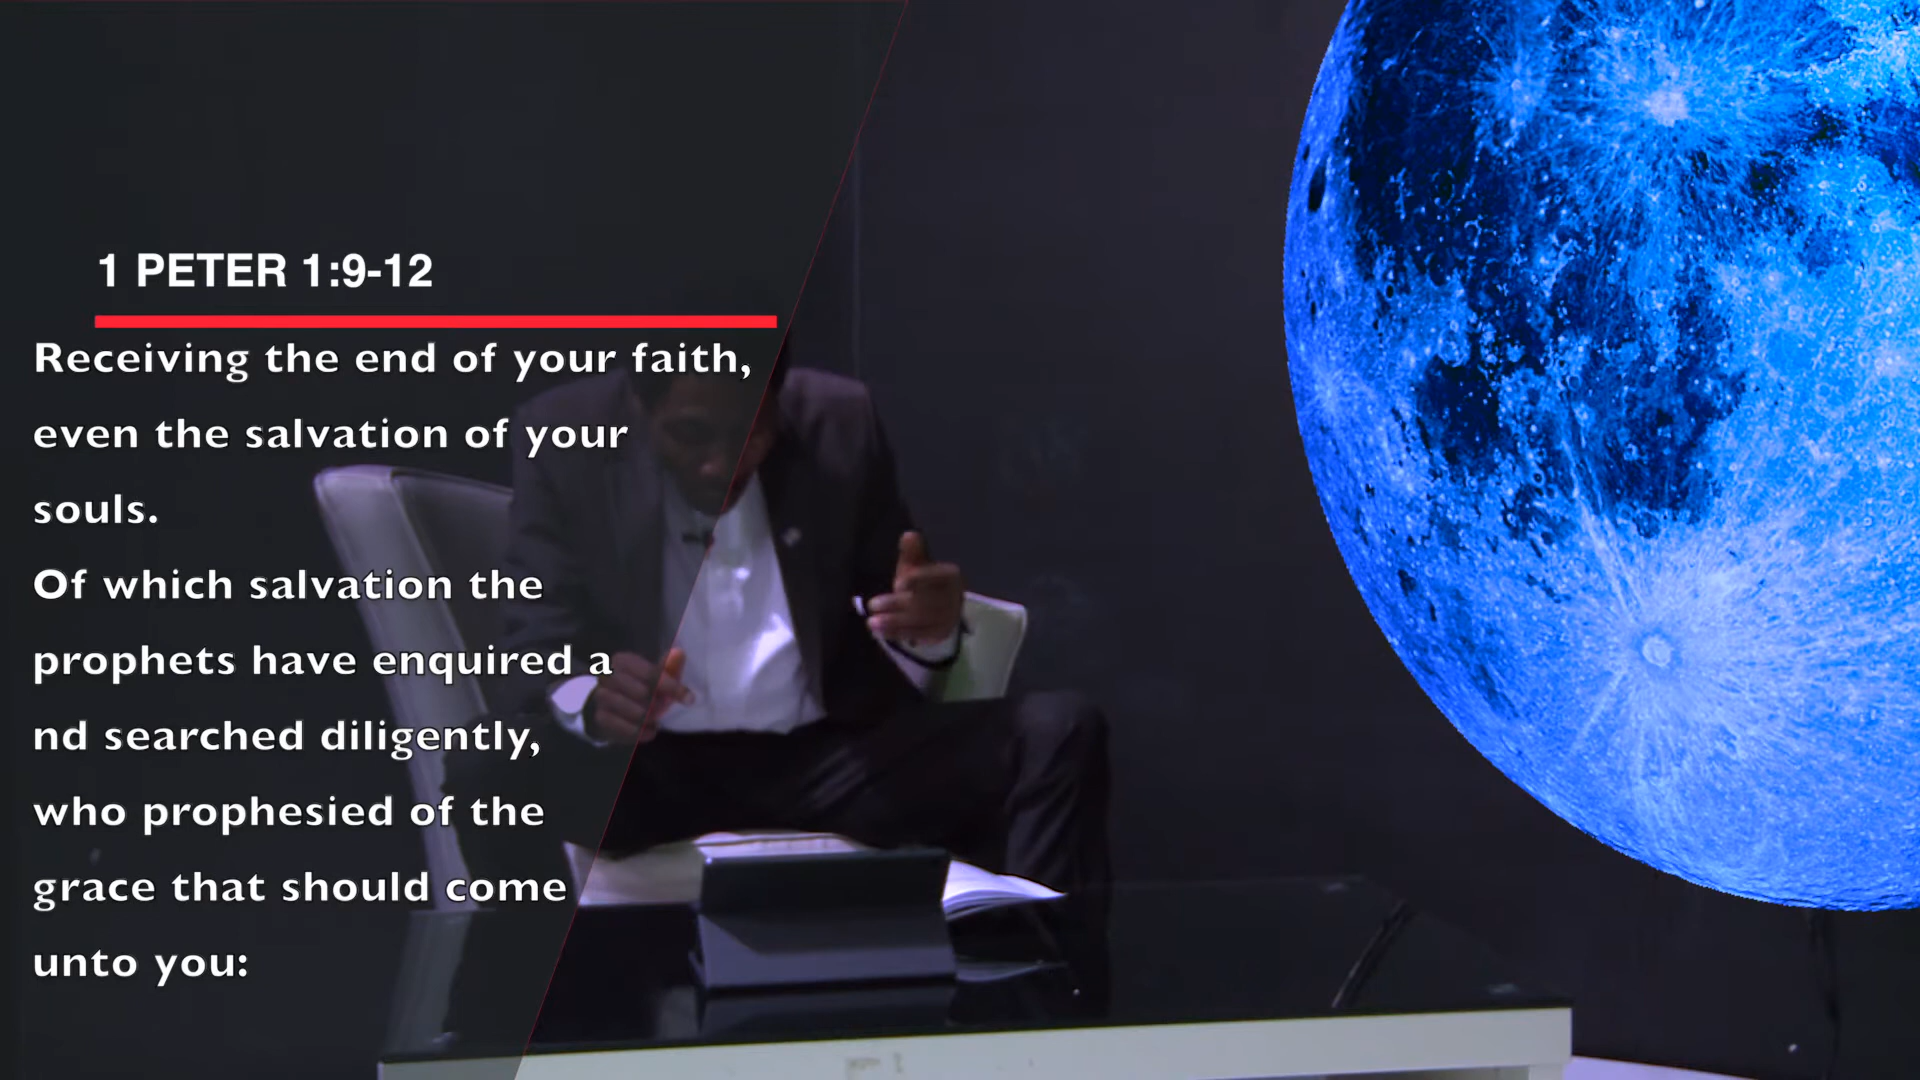 1 PETER 1:9-12
Receiving the end of your faith,
even the salvation of your
souls.
Of which salvation the
prophets have enquired a
nd searched diligently,
who prophesied of the
grace that should come
unto you: